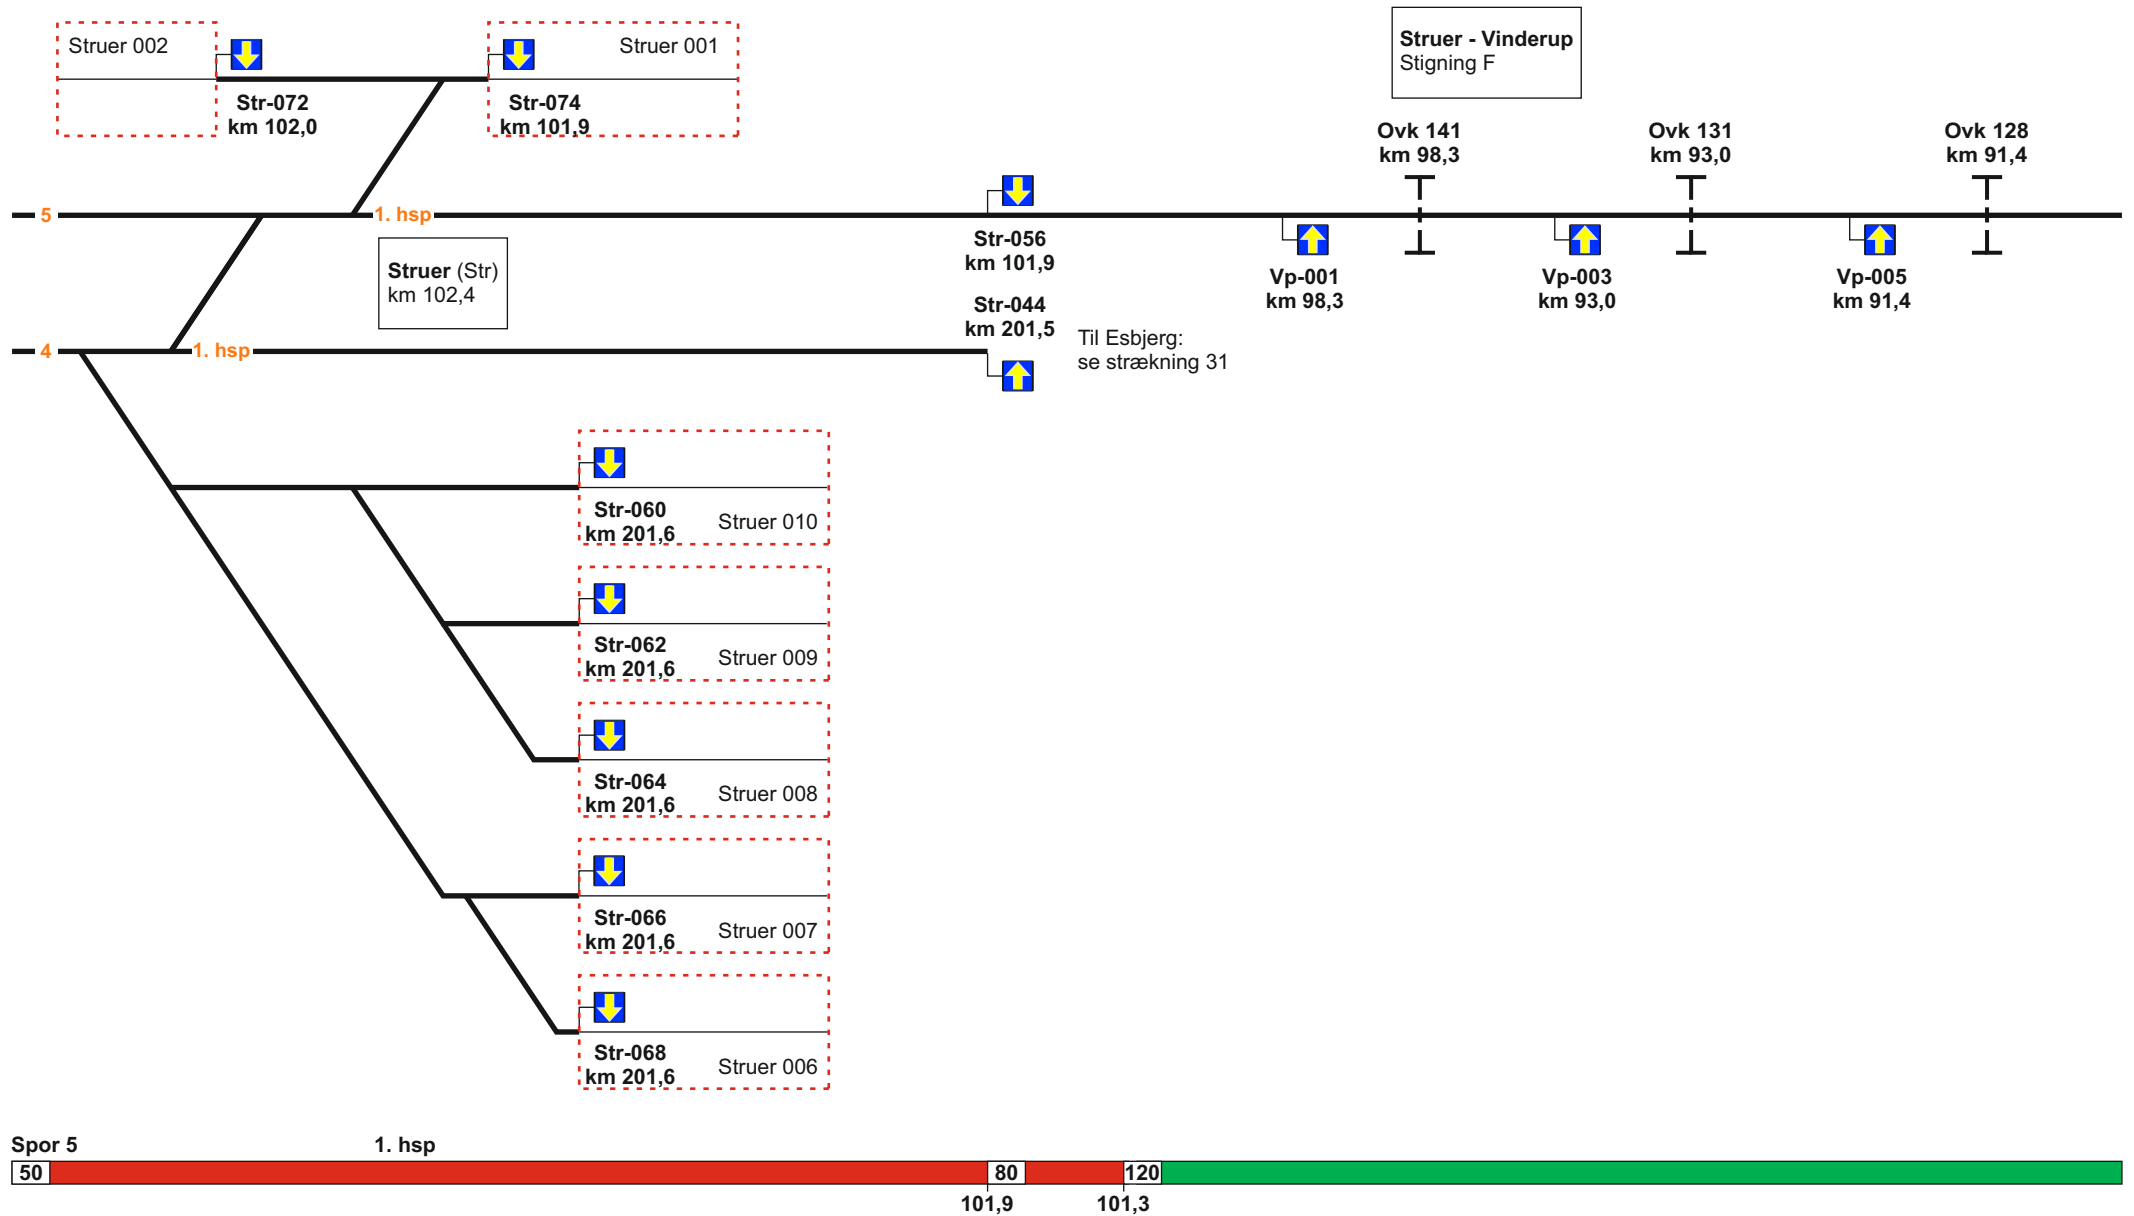 Struer 002
Struer 001
Str-072
km 102,0
Str-074
km 101,9
Struer - Vinderup
Stigning F
Ovk 141
km 98,3
Ovk 131
km 93,0
Ovk 128
km 91,4
5
1. hsp
Str-056
km 101,9
Vp-001
km 98,3
Vp-003
km 93,0
Vp-005
km 91,4
Struer (Str)
km 102,4
Str-044
km 201,5
4
1. hsp
Til Esbjerg:
se strækning 31
Str-060
km 201,6
Struer 010
Str-062
km 201,6
Struer 009
Str-064
km 201,6
Struer 008
Str-066
km 201,6
Struer 007
Str-068
km 201,6
Struer 006
Spor 5
1. hsp
50
80
120
101,9
101,3